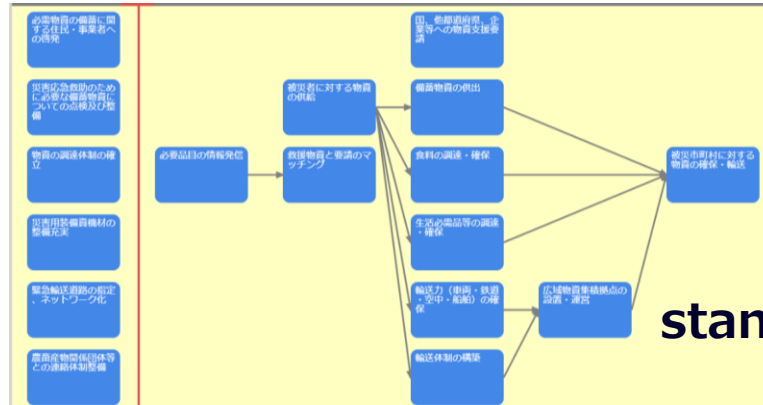 必需物資の備蓄に関
する住民・事業者へ
の啓発
災害応急救助のため
に必要な備蓄物資に
ついての点検及び整
備
物資の調達体制の確
立
災害用装備資機材の
整備充実
緊急輸送道路の指定
、ネットワーク化
農畜産物関係団体等
との連絡体制整備
必要品目の情報発信
被災者に対する物資
の供給
救援物資と要請のマ
ッチング
国、他都道府県、企
業等への物資支援要
請
備蓄物資の供出
食料の調達・確保
生活必需品等の調達
・確保
輸送力（車両・鉄道
・空中・船舶）の確
保
輸送体制の構築
広域物資集積拠点の
設置・運営
被災市町村に対する
物資の確保・輸送
stan